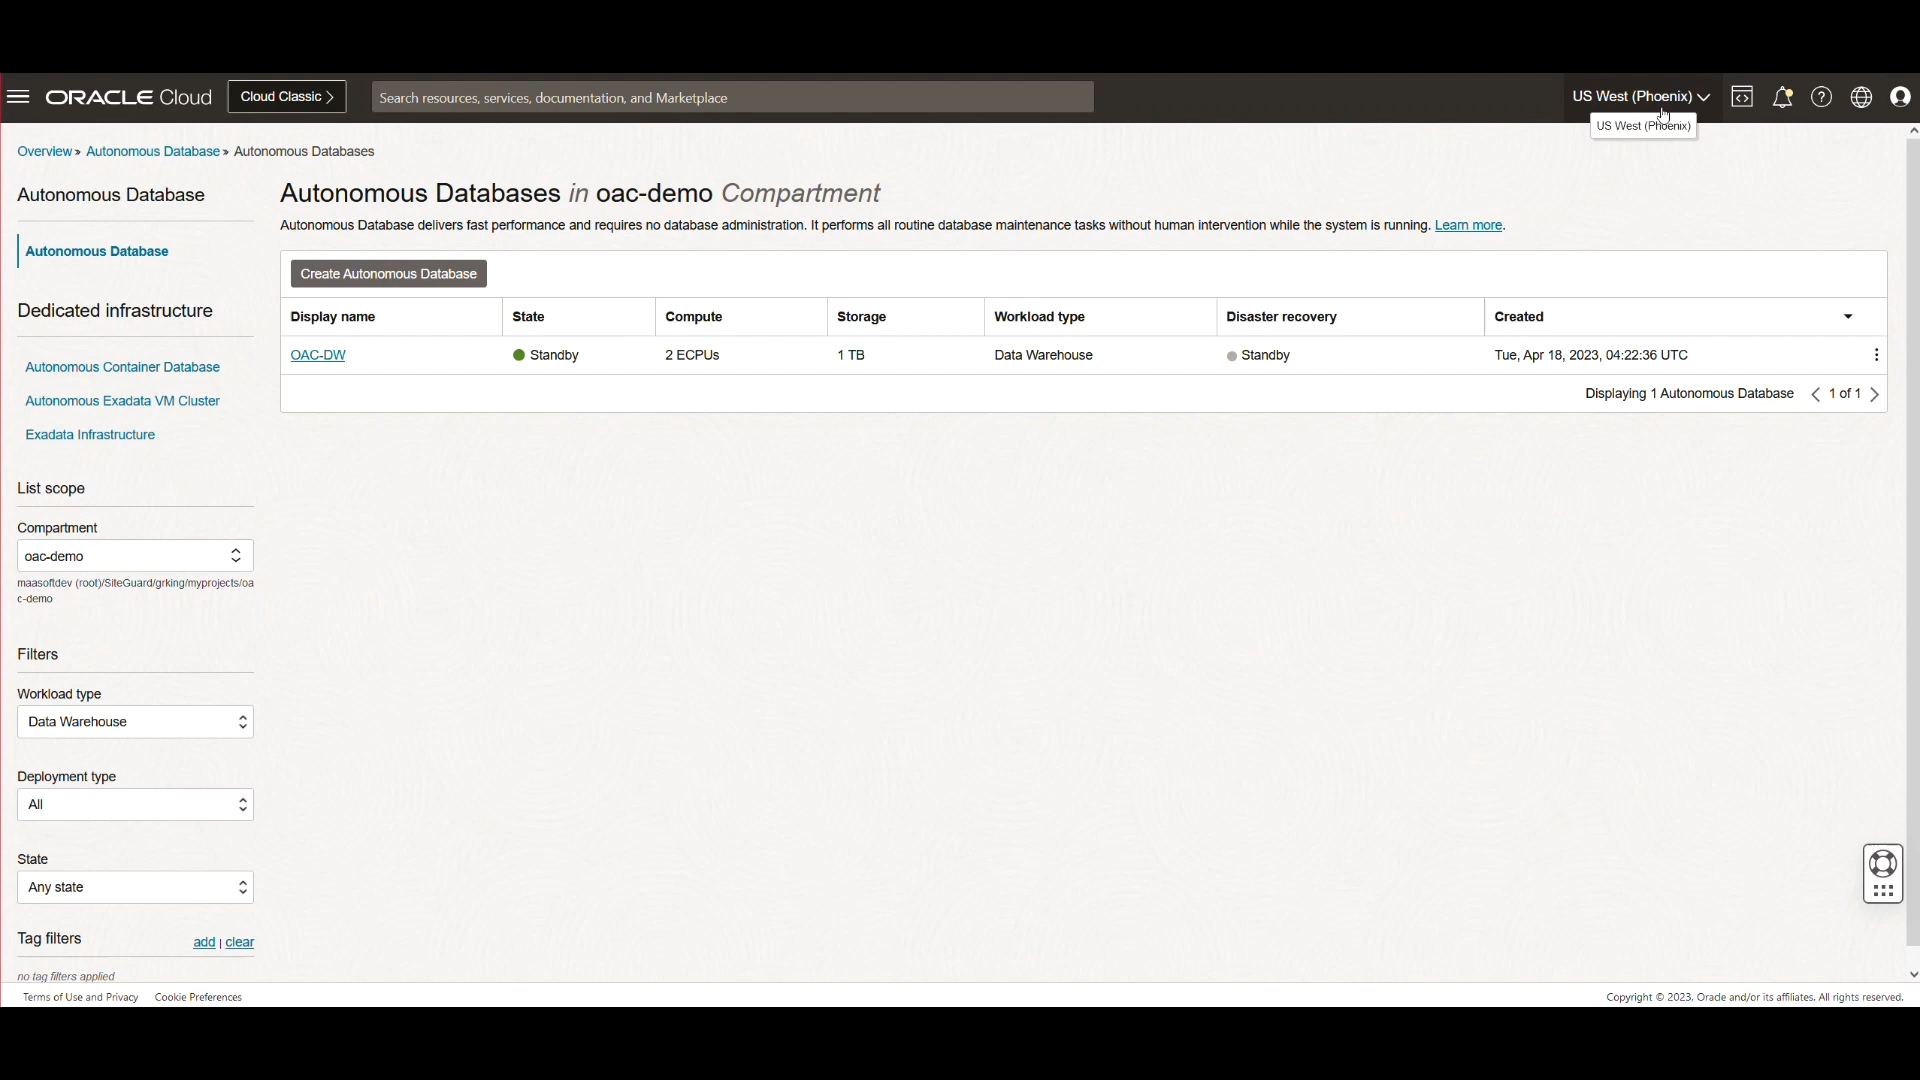 ORACLE Cloud
Cloud Classic
Search resources, services, documentation, and Marketplace
US West (Phoenix)
US West (Phoenix)
Overview » Autonomous Database » Autonomous Databases
Autonomous Database
Autonomous Database
Dedicated infrastructure
Autonomous Container Database
Autonomous Exadata VM Cluster
Exadata Infrastructure
List scope
Compartment
oac-demo
maasoftdev (root)/SiteGuard/grking/myprojects/oa
c-demo
Filters
Workload type
Data Warehouse
Deployment type
All
State
Any state
Tag filters add | clear
no tag filters applied
Autonomous Databases in oac-demo Compartment
Autonomous Database delivers fast performance and requires no database administration. It performs all routine database maintenance tasks without human intervention while the system is running. Learn more.
Create Autonomous Database
Display name State Compute Storage Workload type Disaster recovery Created
OAC-DW Standby 2 ECPUs 1 TB Data Warehouse Standby Tue, Apr 18, 2023, 04:22:36 UTC
Displaying 1 Autonomous Database < 1 of 1 >
Terms of Use and Privacy Cookie Preferences
Copyright © 2023, Oracle and/or its affiliates. All rights reserved.